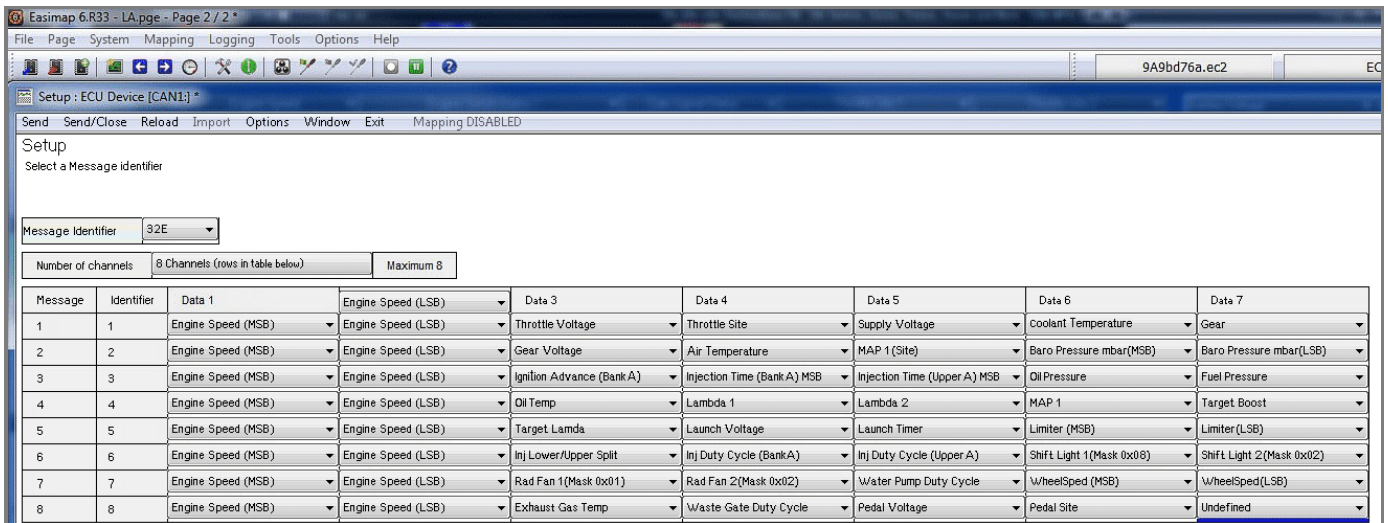 Easimap 6.R33 - LA.pge - Page 2 / 2 *
File Page System Mapping Logging Tools Options Help
9A9bd76a.ec2 EC
Setup : ECU Device [CAN1:] *
Send Send/Close Reload Import Options Window Exit Mapping DISABLED
Setup
Select a Message identifier
Message Identifier 32E
Number of channels 8 Channels (rows in table below) Maximum 8
Message Identifier Data 1 Engine Speed (LSB) Data 3 Data 4 Data 5 Data 6 Data 7
1 1 Engine Speed (MSB) Engine Speed (LSB) Throttle Voltage Throttle Site Supply Voltage Coolant Temperature Gear
2 2 Engine Speed (MSB) Engine Speed (LSB) Gear Voltage Air Temperature MAP 1 (Site) Baro Pressure mbar(MSB) Baro Pressure mbar(LSB)
3 3 Engine Speed (MSB) Engine Speed (LSB) Ignition Advance (Bank A) Injection Time (Bank A) MSB Injection Time (Upper A) MSB Oil Pressure Fuel Pressure
4 4 Engine Speed (MSB) Engine Speed (LSB) Oil Temp Lambda 1 Lambda 2 MAP 1 Target Boost
5 5 Engine Speed (MSB) Engine Speed (LSB) Target Lamda Launch Voltage Launch Timer Limiter (MSB) Limiter(LSB)
6 6 Engine Speed (MSB) Engine Speed (LSB) Inj Lower/Upper Split Inj Duty Cycle (BankA) Inj Duty Cycle (Upper A) Shift Light 1(Mask 0x08) Shift Light 2(Mask 0x02)
7 7 Engine Speed (MSB) Engine Speed (LSB) Rad Fan 1(Mask 0x01) Rad Fan 2(Mask 0x02) Water Pump Duty Cycle WheelSped (MSB) WheelSped(LSB)
8 8 Engine Speed (MSB) Engine Speed (LSB) Exhaust Gas Temp Waste Gate Duty Cycle Pedal Voltage Pedal Site Undefined